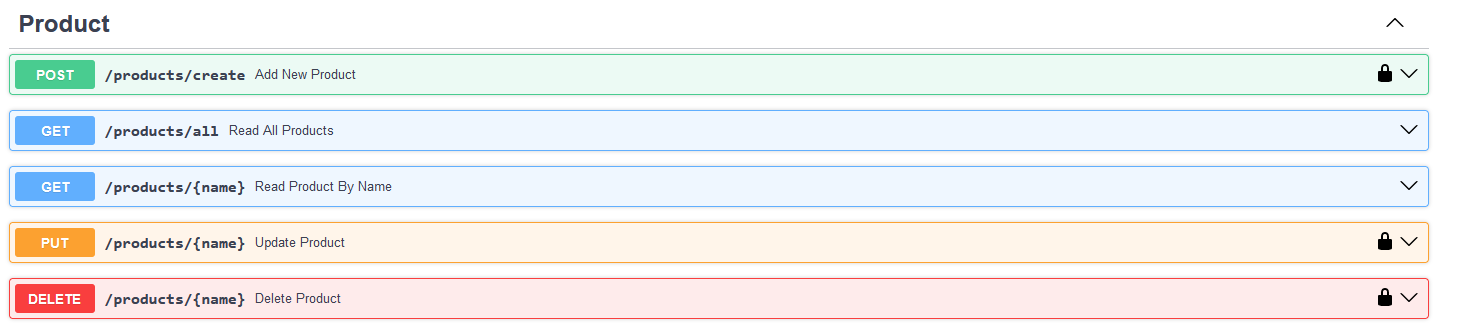 Product
POST /products/create Add New Product
GET /products/all Read All Products
GET /products/{name} Read Product By Name
PUT /products/{name} Update Product
DELETE /products/{name} Delete Product